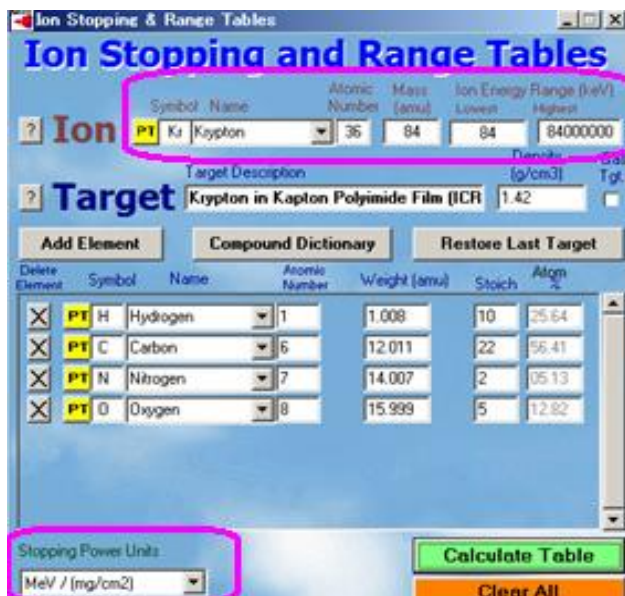 Ion Stopping & Range Tables
Ion Stopping and Range Tables
Symbol Name Atomic Number Mass (amu) Ion Energy Range (keV) Lowest Highest
? Ion PT Kr Krypton 36 84 84 84000000
Target Description Density (g/cm3) Gas Tgt.
? Target Krypton in Kapton Polyimide Film (ICR 1.42
Add Element Compound Dictionary Restore Last Target
Delete Element Symbol Name Atomic Number Weight (amu) Stoich Atom %
X PT H Hydrogen 1 1.008 10 25.64
X PT C Carbon 6 12.011 22 56.41
X PT N Nitrogen 7 14.007 2 05.13
X PT O Oxygen 8 15.999 5 12.82
Stopping Power Units
MeV / (mg/cm2)
Calculate Table
Clear All